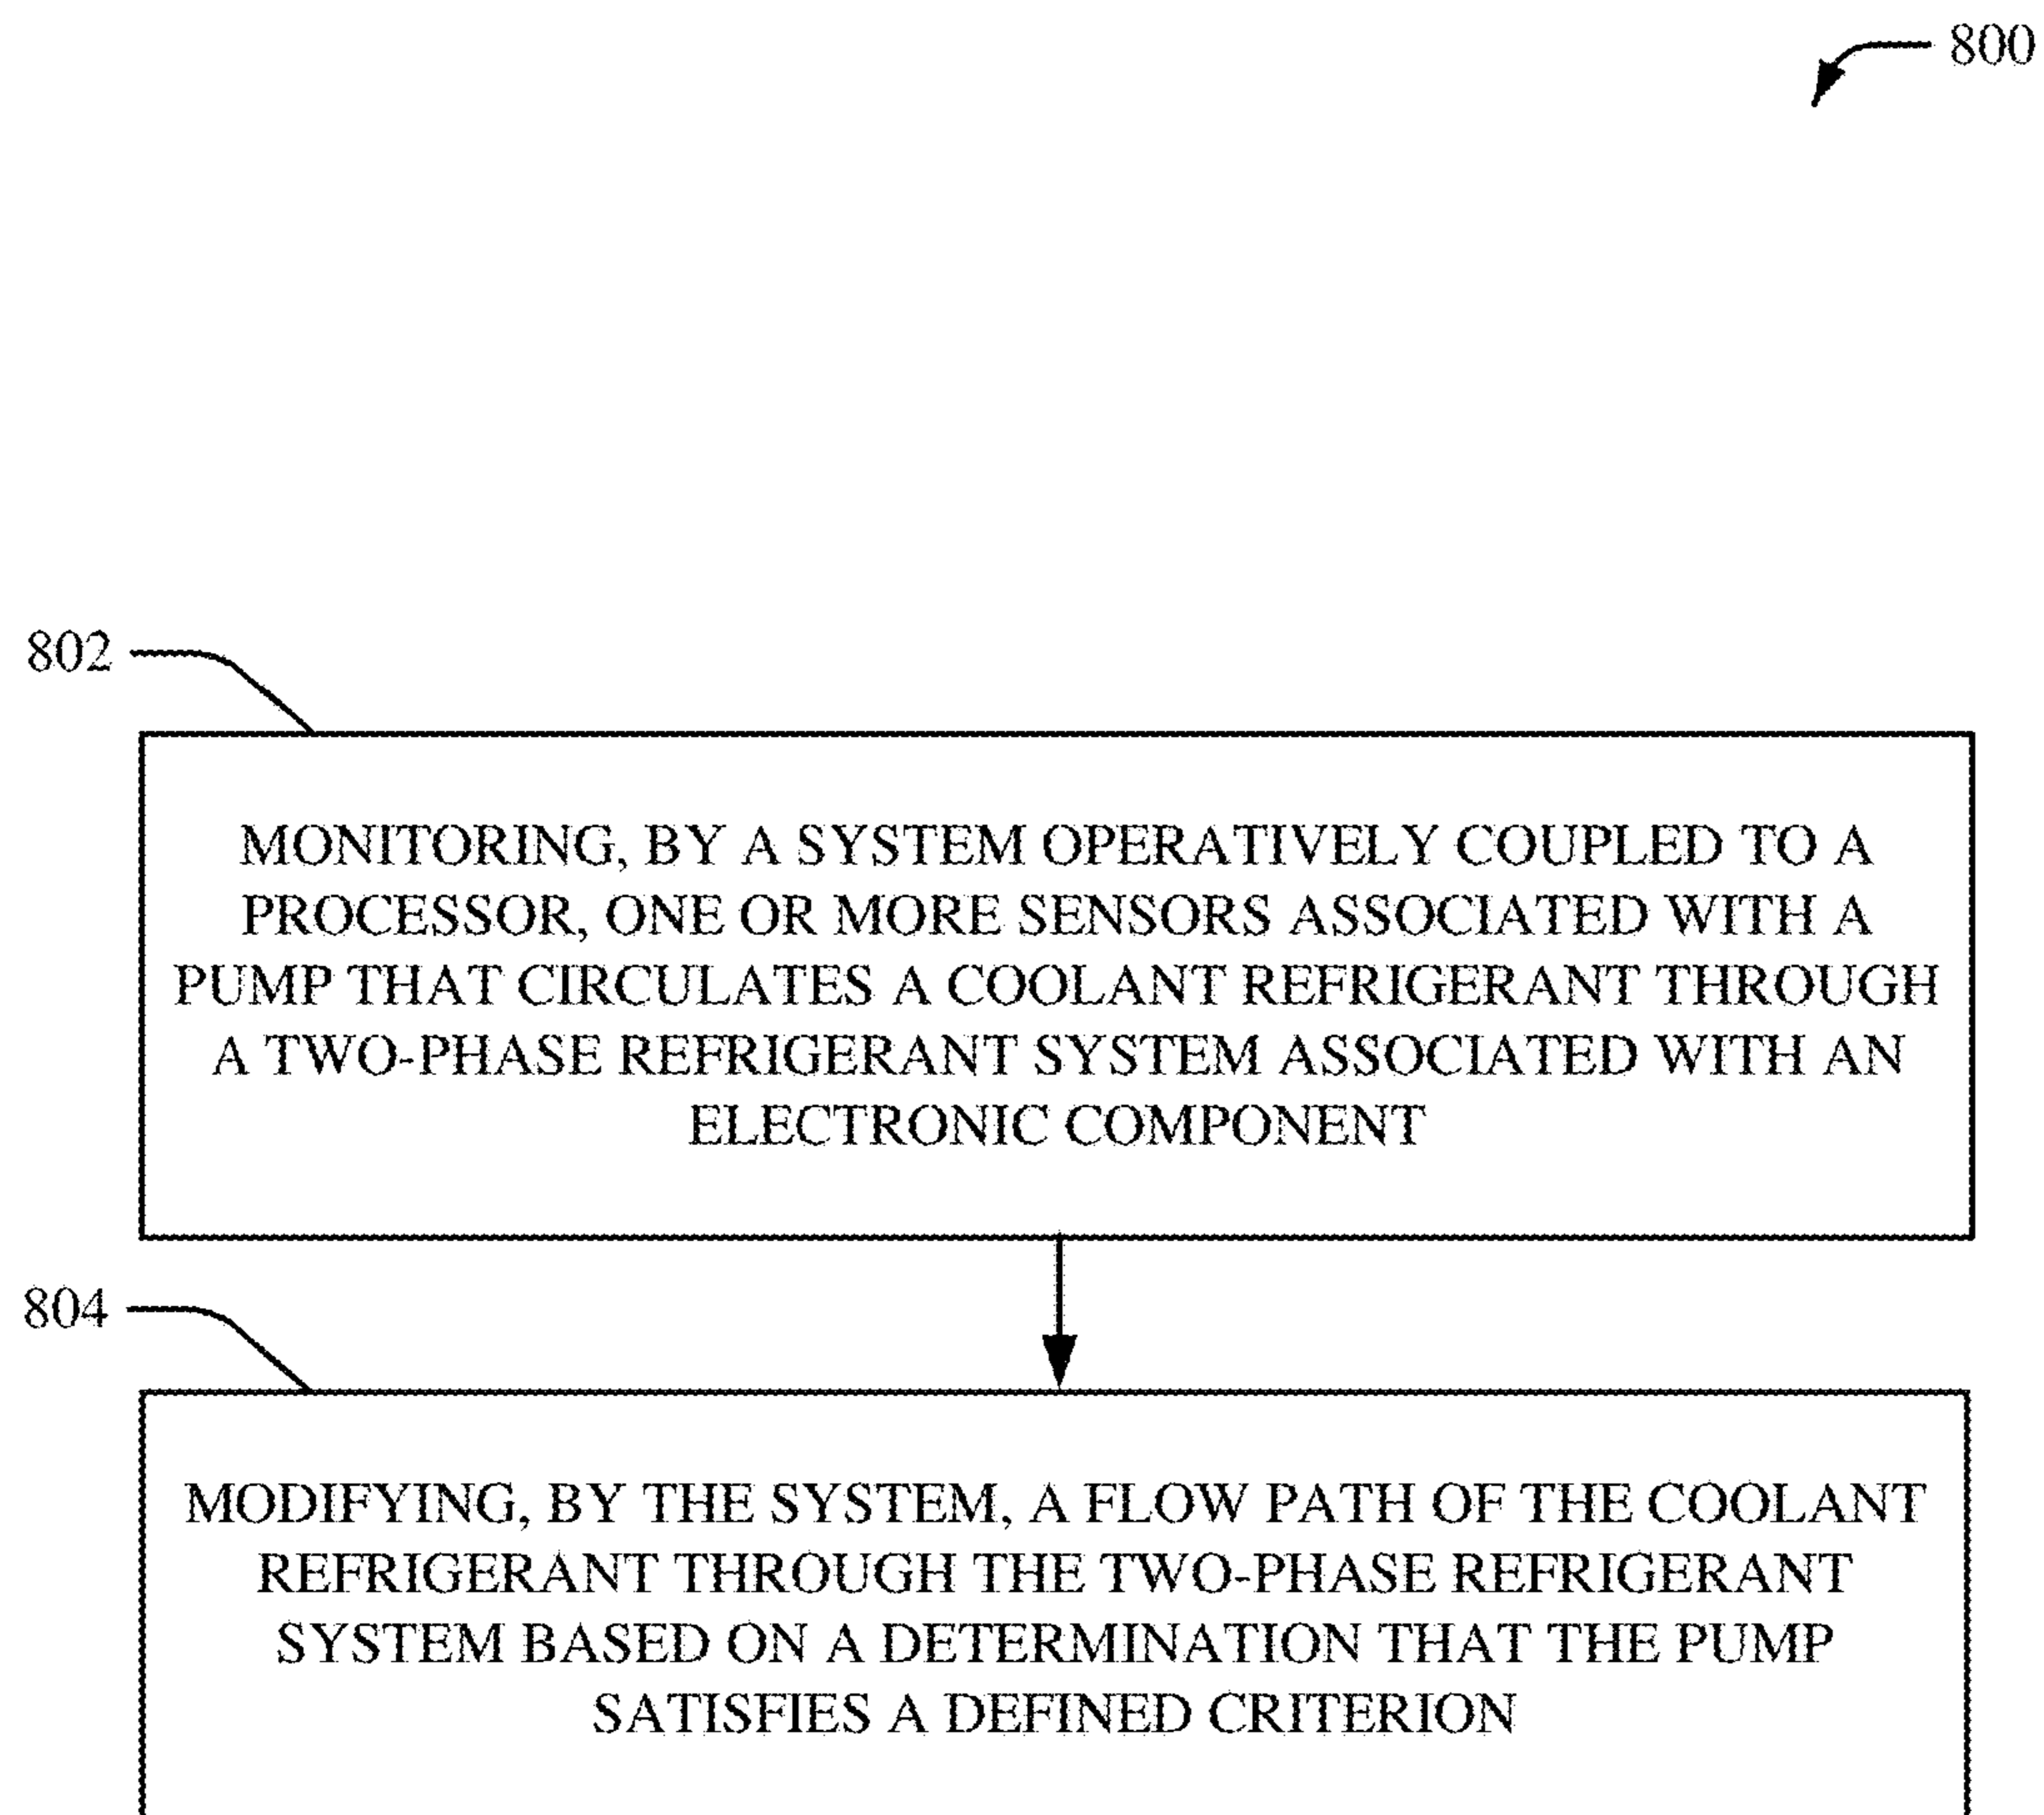 800
802
MONITORING, BY A SYSTEM OPERATIVELY COUPLED TO A
PROCESSOR, ONE OR MORE SENSORS ASSOCIATED WITH A
PUMP THAT CIRCULATES A COOLANT REFRIGERANT THROUGH
A TWO-PHASE REFRIGERANT SYSTEM ASSOCIATED WITH AN
ELECTRONIC COMPONENT
804
MODIFYING, BY THE SYSTEM, A FLOW PATH OF THE COOLANT
REFRIGERANT THROUGH THE TWO-PHASE REFRIGERANT
SYSTEM BASED ON A DETERMINATION THAT THE PUMP
SATISFIES A DEFINED CRITERION